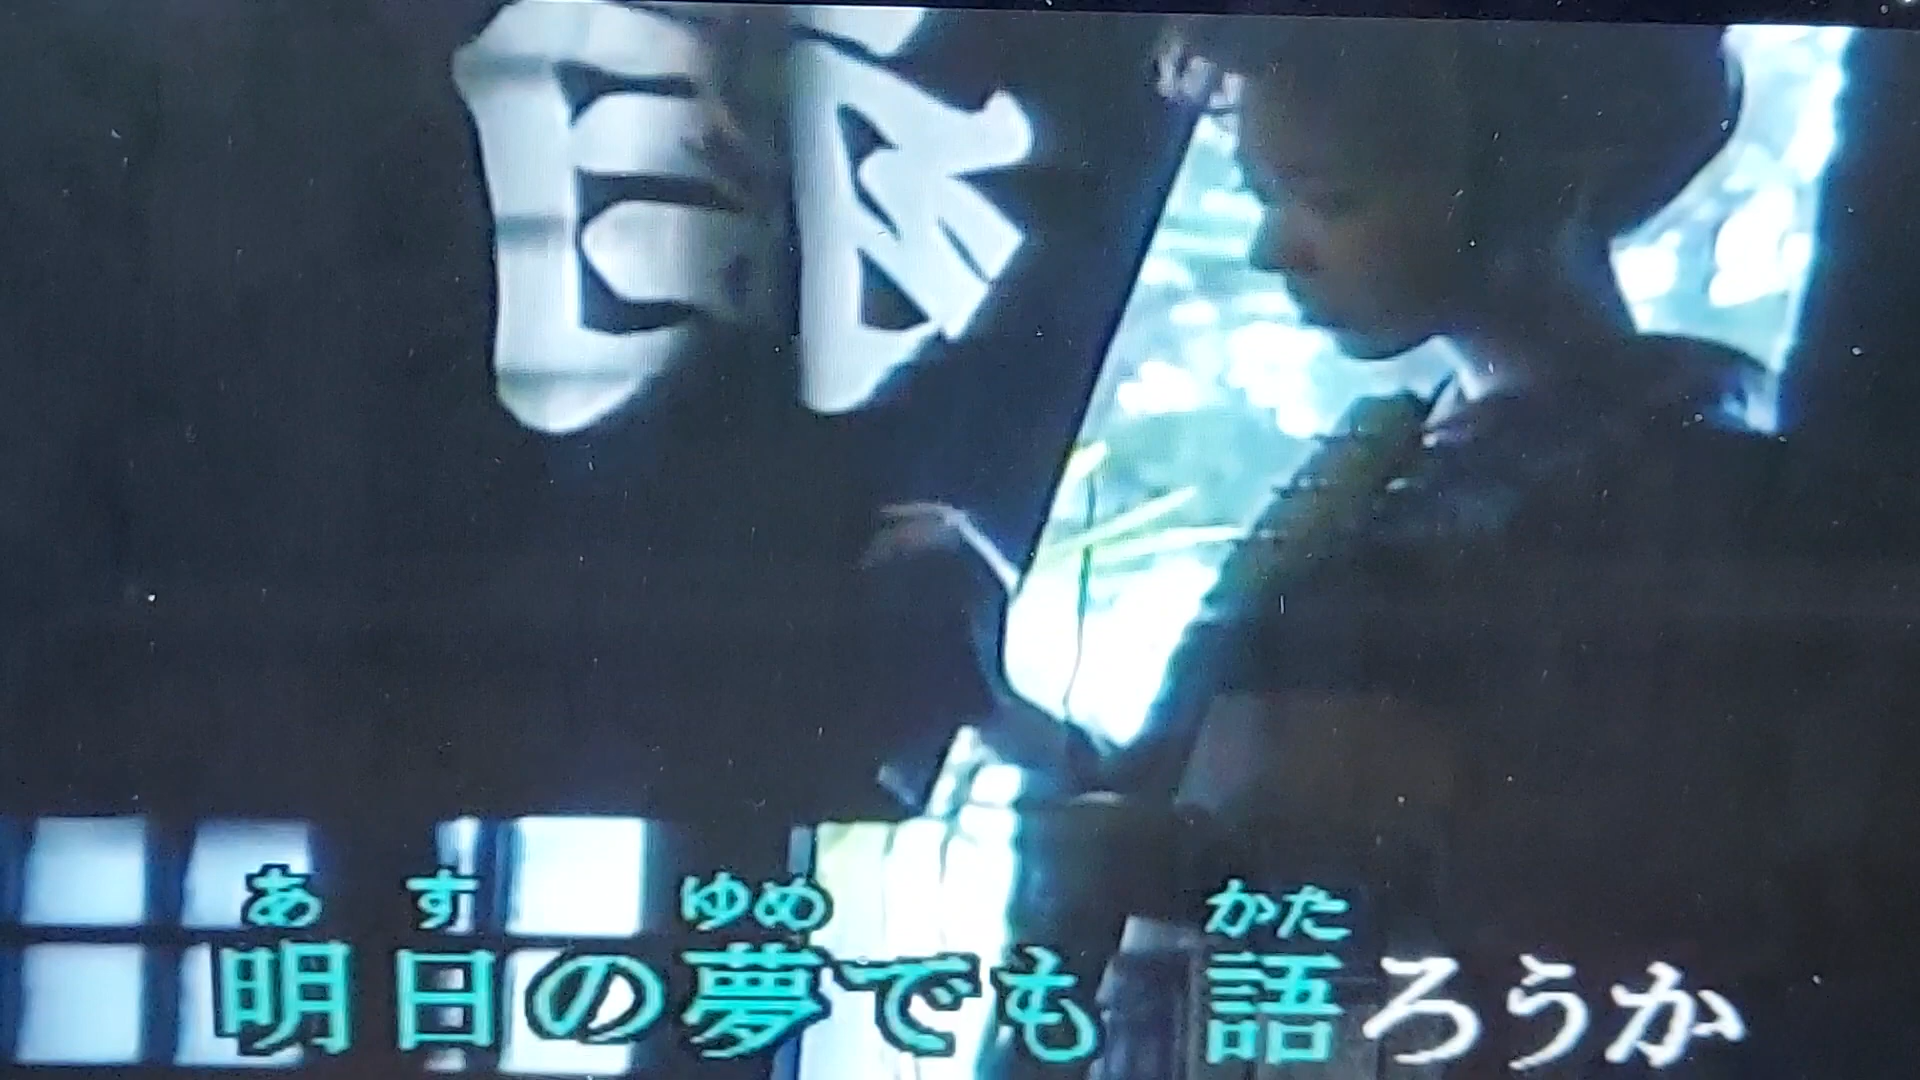 あ す ゆめ かた
明日の夢でも 語ろうか